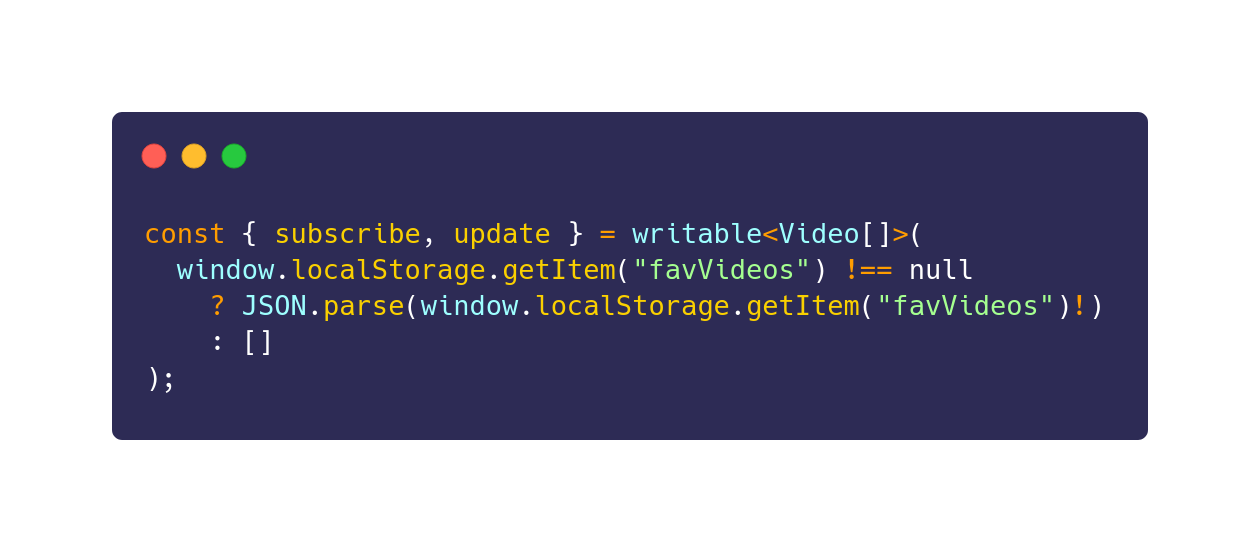 const { subscribe, update } = writable<Video[]>(
  window.localStorage.getItem("favVideos") !== null
    ? JSON.parse(window.localStorage.getItem("favVideos")!)
    : []
);